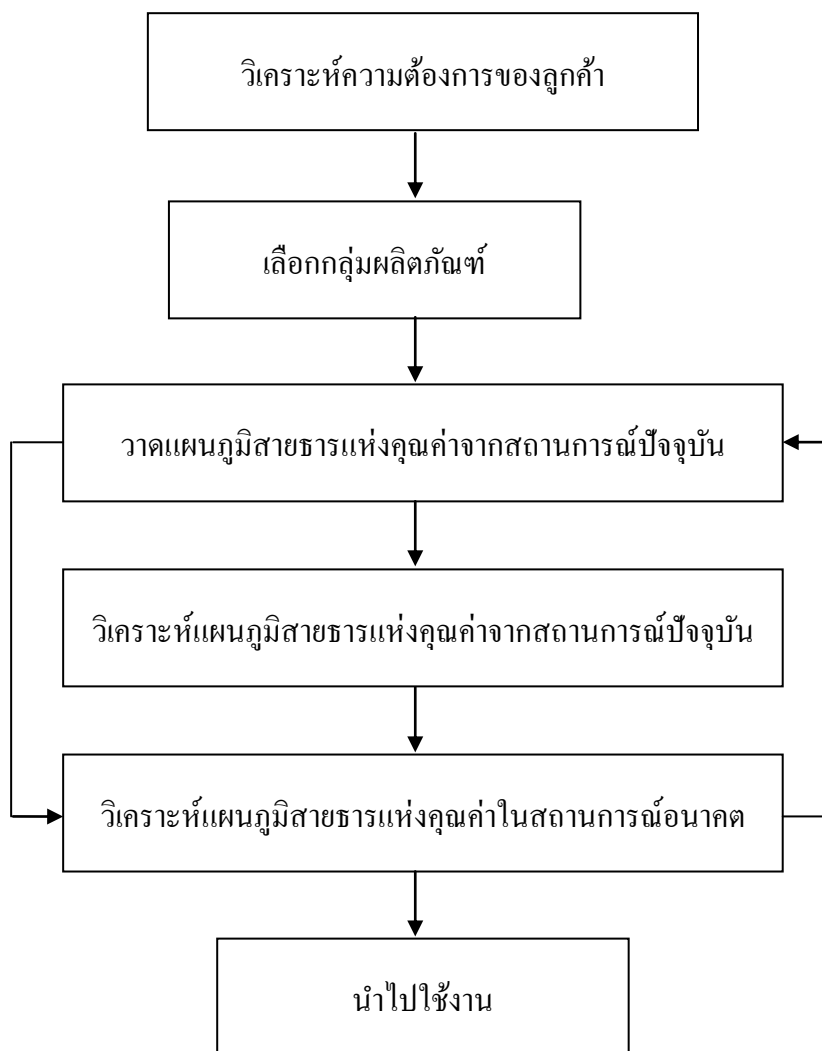 วิเคราะห์ความต้องการของลูกค้า
เลือกกลุ่มผลิตภัณฑ์
วาดแผนภูมิสายธารแห่งคุณค่าจากสถานการณ์ปัจจุบัน
วิเคราะห์แผนภูมิสายธารแห่งคุณค่าจากสถานการณ์ปัจจุบัน
วิเคราะห์แผนภูมิสายธารแห่งคุณค่าในสถานการณ์อนาคต
นำไปใช้งาน